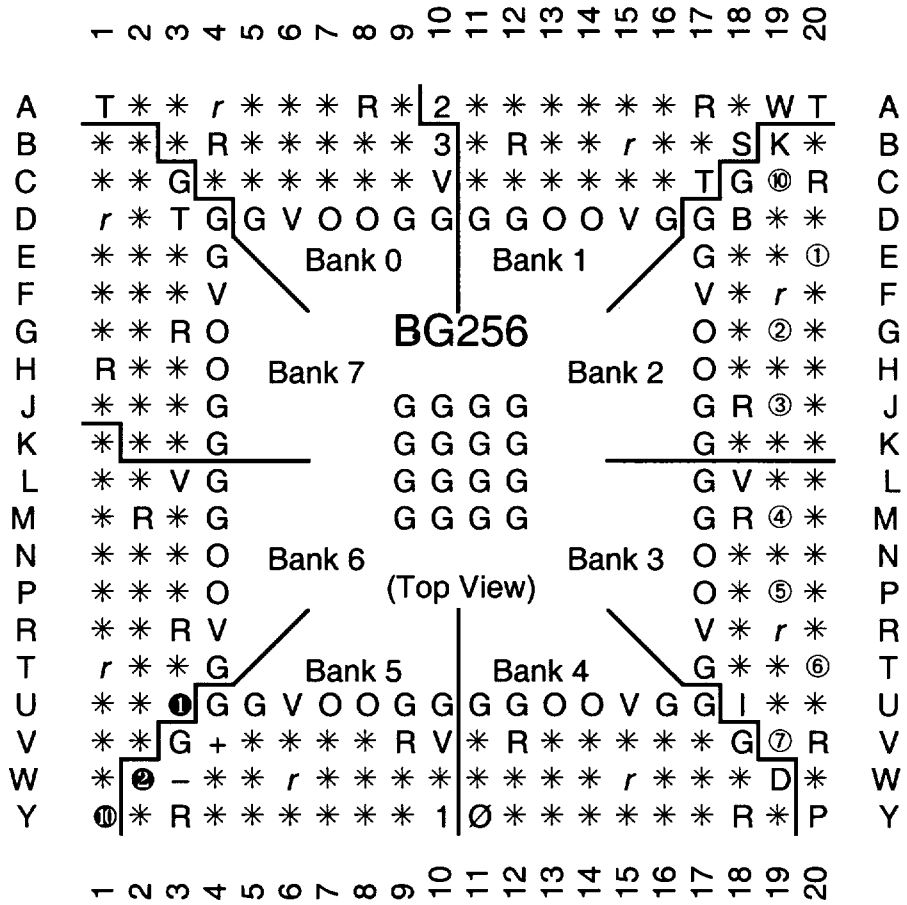 1 2 3 4 5 6 7 8 9 10 11 12 13 14 15 16 17 18 19 20
A T * * r * * * R * 2 * * * * * * R * W T A
B * * * R * * * * * 3 * R * * r * * S K * B
C * * G * * * * * * V * * * * * * T G ⑩ R C
D r * T G G V O O G G G G O O V G G B * * D
E * * * G Bank 0 Bank 1 G * * ① E
F * * * V V * r * F
G * * R O BG256 O * ② * G
H R * * O Bank 7 Bank 2 O * * * H
J * * * G G G G G G R ③ * J
K * * * G G G G G G * * * K
L * * V G G G G G G V * * L
M * R * G G G G G G R ④ * M
N * * * O Bank 6 Bank 3 O * * * N
P * * * O (Top View) O * ⑤ * P
R * * R V V * r * R
T r * * G Bank 5 Bank 4 G * * ⑥ T
U * * ❶ G G V O O G G G G O O V G G I * * U
V * * G + * * * * R V * R * * * * * G ⑦ R V
W * ❷ − * * r * * * * * * * * r * * * D * W
Y ❿ * R * * * * * * 1 Ø * * * * * * R * P Y
1 2 3 4 5 6 7 8 9 10 11 12 13 14 15 16 17 18 19 20